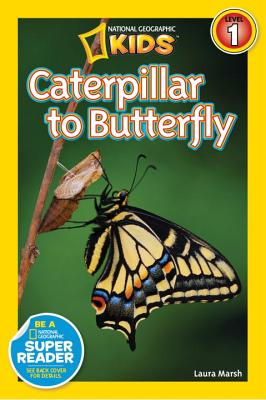 NATIONAL GEOGRAPHIC
KIDS™
LEVEL
1
Caterpillar
to Butterfly
BE A
NATIONAL GEOGRAPHIC
SUPER
READER
SEE BACK COVER
FOR DETAILS.
Laura Marsh